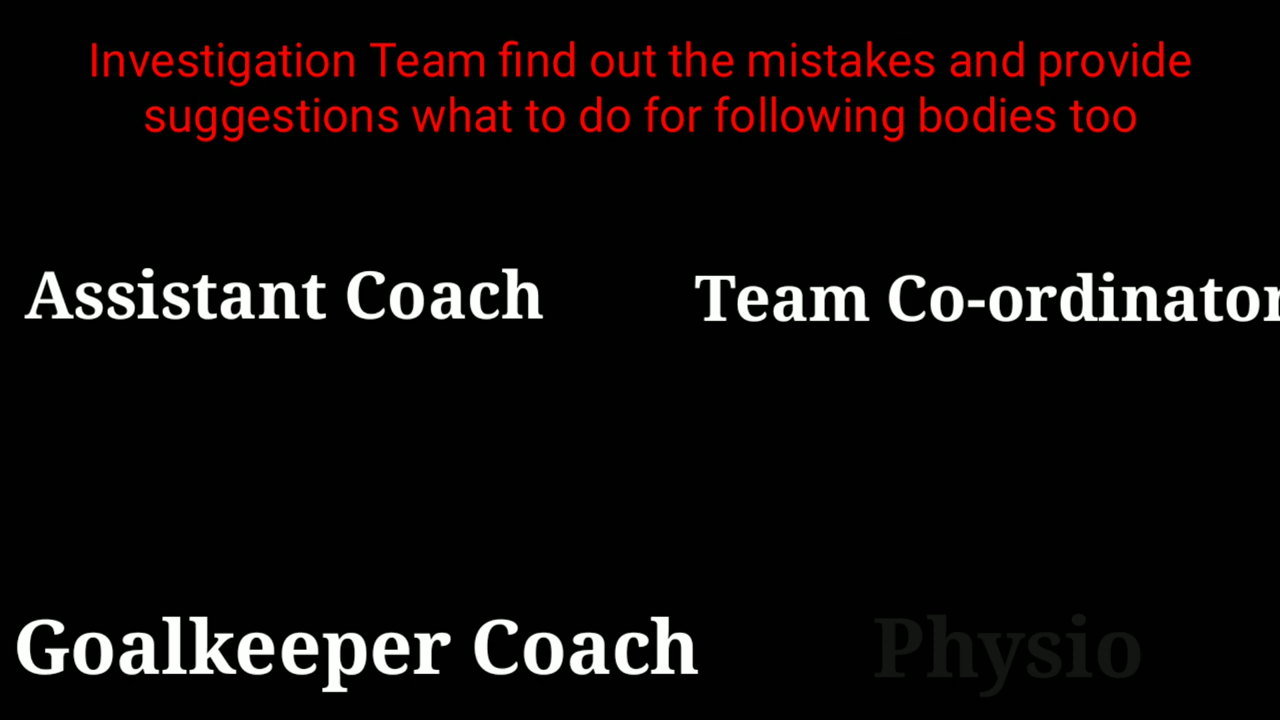 Investigation Team find out the mistakes and provide
suggestions what to do for following bodies too
Assistant Coach
Team Co-ordinator
Goalkeeper Coach
Physio